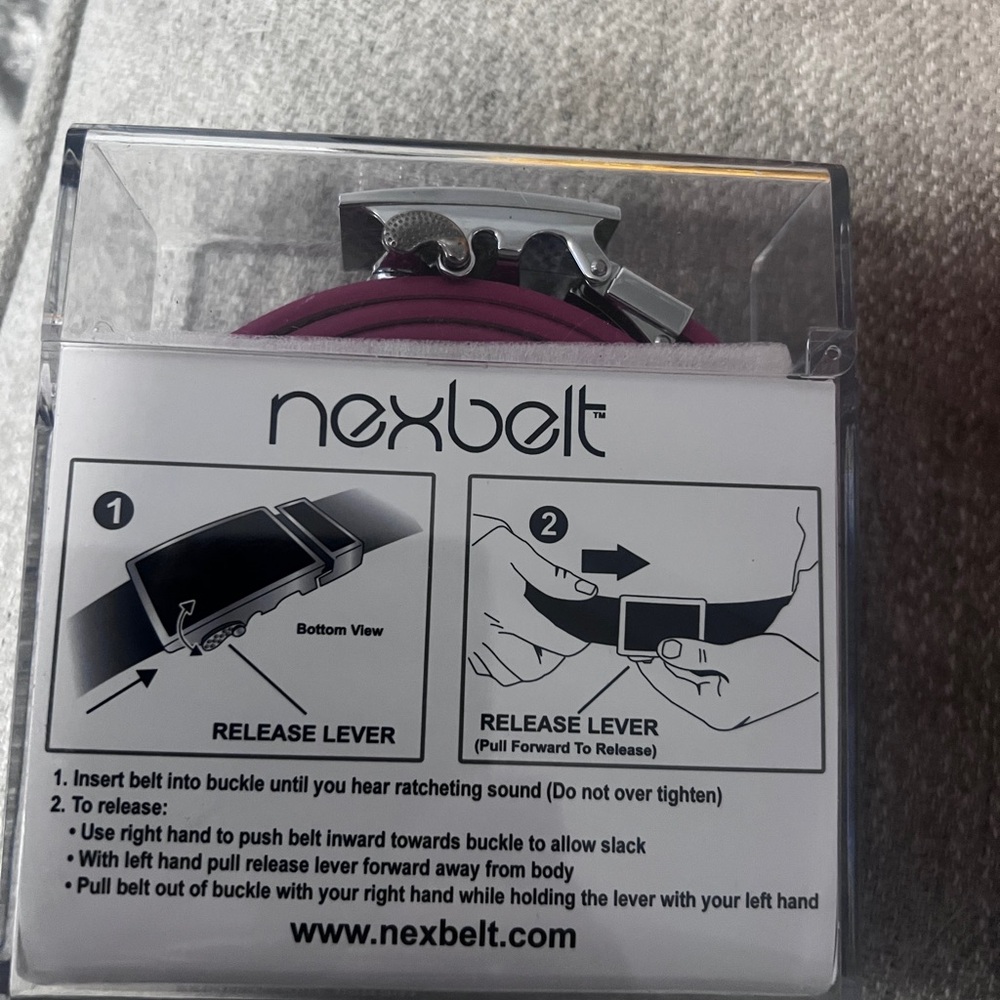 nexbelt™
1
Bottom View
RELEASE LEVER
2
RELEASE LEVER
(Pull Forward To Release)
1. Insert belt into buckle until you hear ratcheting sound (Do not over tighten)
2. To release:
• Use right hand to push belt inward towards buckle to allow slack
• With left hand pull release lever forward away from body
• Pull belt out of buckle with your right hand while holding the lever with your left hand
www.nexbelt.com